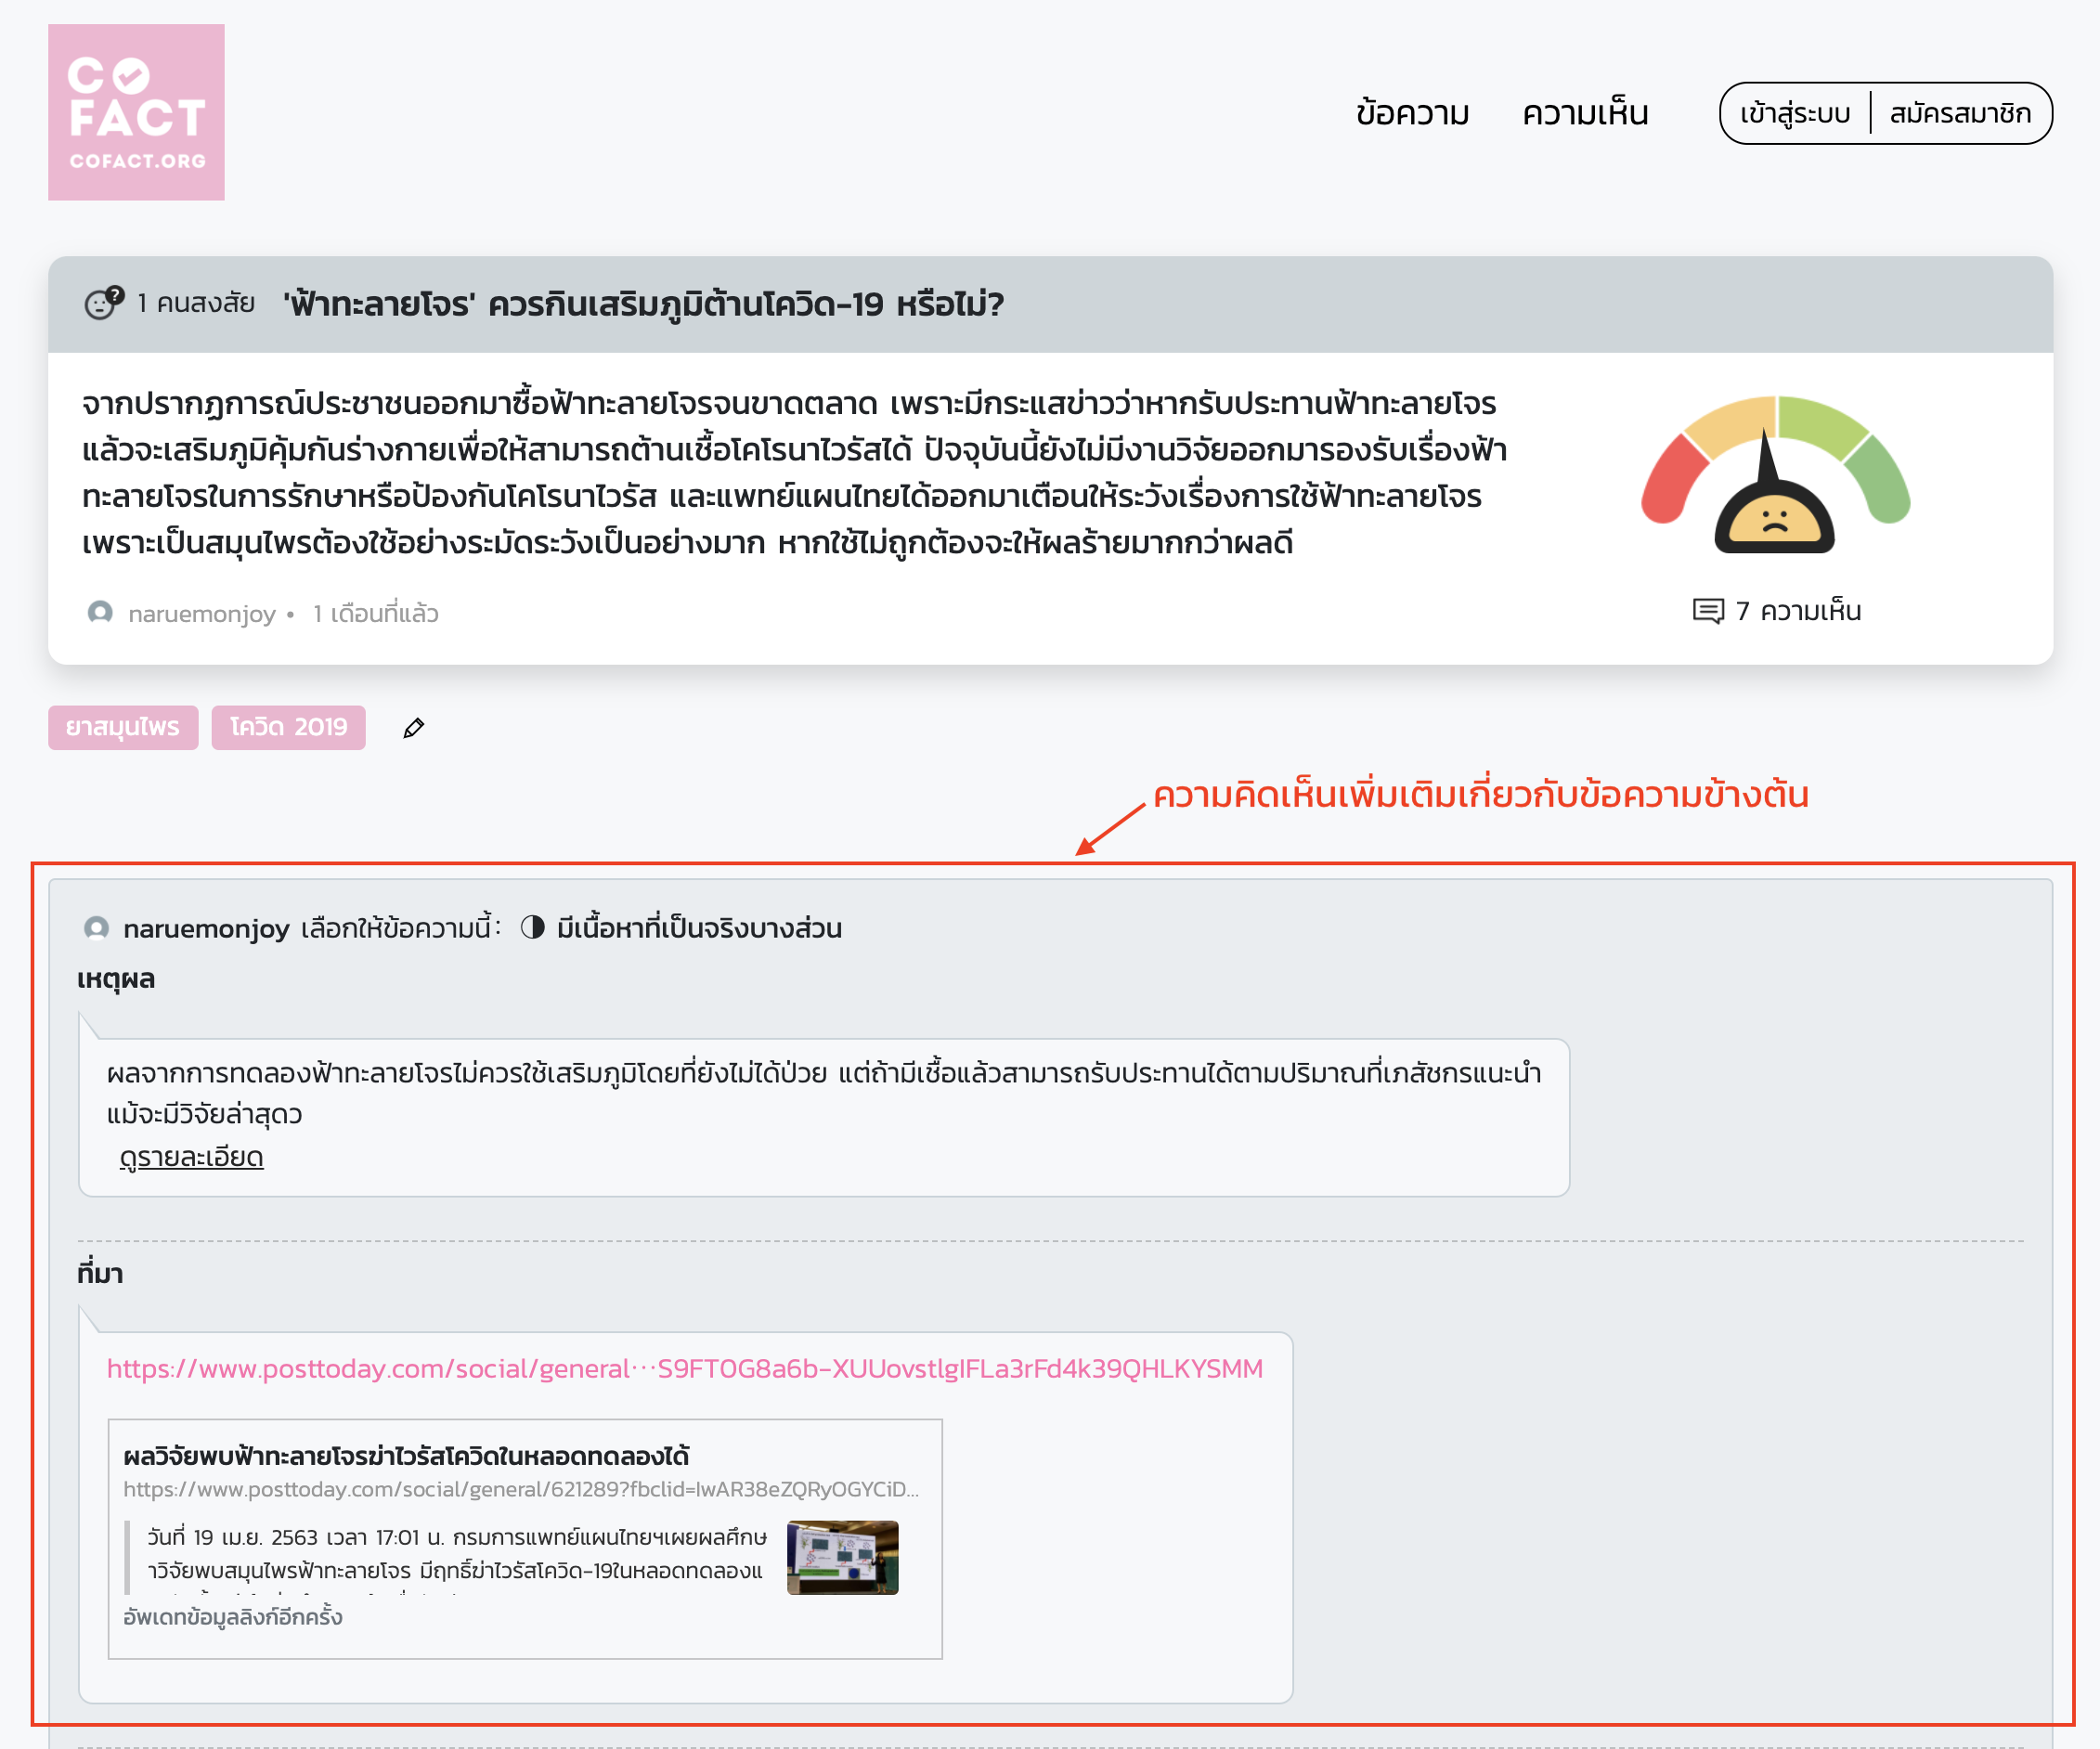 CO
FACT
COFACT.ORG
ข้อความ ความเห็น เข้าสู่ระบบ | สมัครสมาชิก
? 1 คนสงสัย 'ฟ้าทะลายโจร' ควรกินเสริมภูมิต้านโควิด-19 หรือไม่?
จากปรากฏการณ์ประชาชนออกมาซื้อฟ้าทะลายโจรจนขาดตลาด เพราะมีกระแสข่าวว่าหากรับประทานฟ้าทะลายโจร
แล้วจะเสริมภูมิคุ้มกันร่างกายเพื่อให้สามารถต้านเชื้อโคโรนาไวรัสได้ ปัจจุบันนี้ยังไม่มีงานวิจัยออกมารองรับเรื่องฟ้า
ทะลายโจรในการรักษาหรือป้องกันโคโรนาไวรัส และแพทย์แผนไทยได้ออกมาเตือนให้ระวังเรื่องการใช้ฟ้าทะลายโจร
เพราะเป็นสมุนไพรต้องใช้อย่างระมัดระวังเป็นอย่างมาก หากใช้ไม่ถูกต้องจะให้ผลร้ายมากกว่าผลดี
naruemonjoy • 1 เดือนที่แล้ว
7 ความเห็น
ยาสมุนไพร โควิด 2019
ความคิดเห็นเพิ่มเติมเกี่ยวกับข้อความข้างต้น
naruemonjoy เลือกให้ข้อความนี้: มีเนื้อหาที่เป็นจริงบางส่วน
เหตุผล
ผลจากการทดลองฟ้าทะลายโจรไม่ควรใช้เสริมภูมิโดยที่ยังไม่ได้ป่วย แต่ถ้ามีเชื้อแล้วสามารถรับประทานได้ตามปริมาณที่เภสัชกรแนะนำ
แม้จะมีวิจัยล่าสุดว
ดูรายละเอียด
ที่มา
https://www.posttoday.com/social/general⋯S9FT0G8a6b-XUUovstlgIFLa3rFd4k39QHLKYSMM
ผลวิจัยพบฟ้าทะลายโจรฆ่าไวรัสโควิดในหลอดทดลองได้
https://www.posttoday.com/social/general/621289?fbclid=IwAR38eZQRyOGYCiD...
วันที่ 19 เม.ย. 2563 เวลา 17:01 น. กรมการแพทย์แผนไทยฯเผยผลศึกษ
าวิจัยพบสมุนไพรฟ้าทะลายโจร มีฤทธิ์ฆ่าไวรัสโควิด-19ในหลอดทดลองแ
อัพเดทข้อมูลลิงก์อีกครั้ง